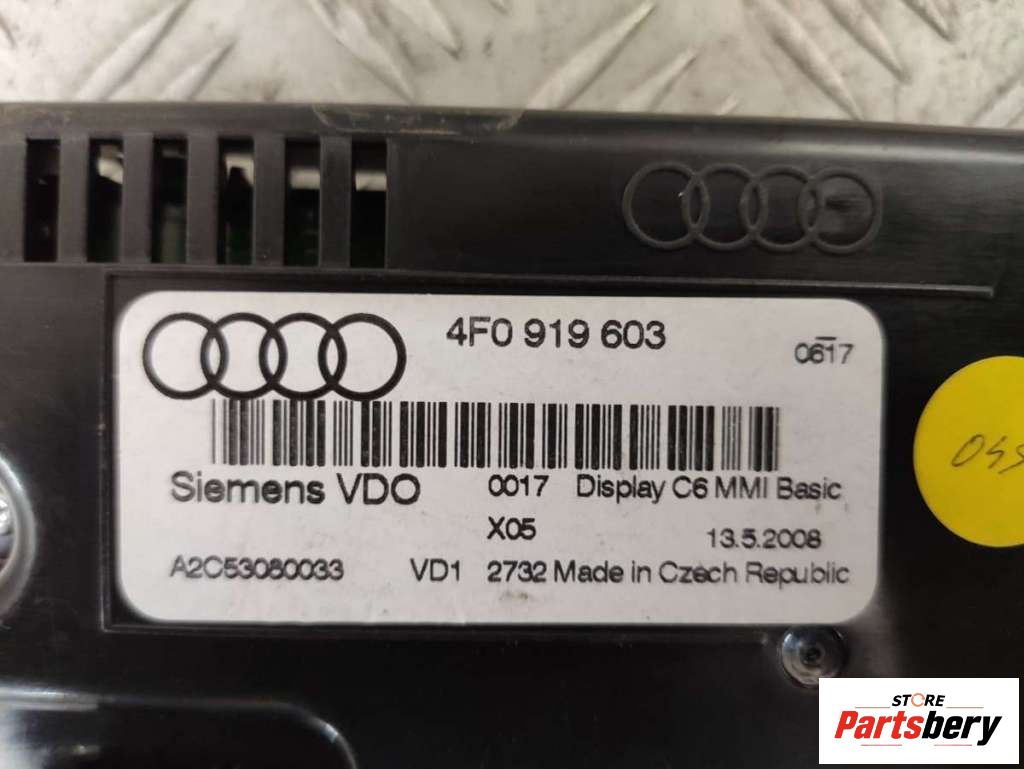 4F0 919 603
0617
Siemens VDO 0017 Display C6 MMI Basic
X05 13.5.2008
A2C53080033 VD1 2732 Made in Czech Republic
STORE
Partsbery